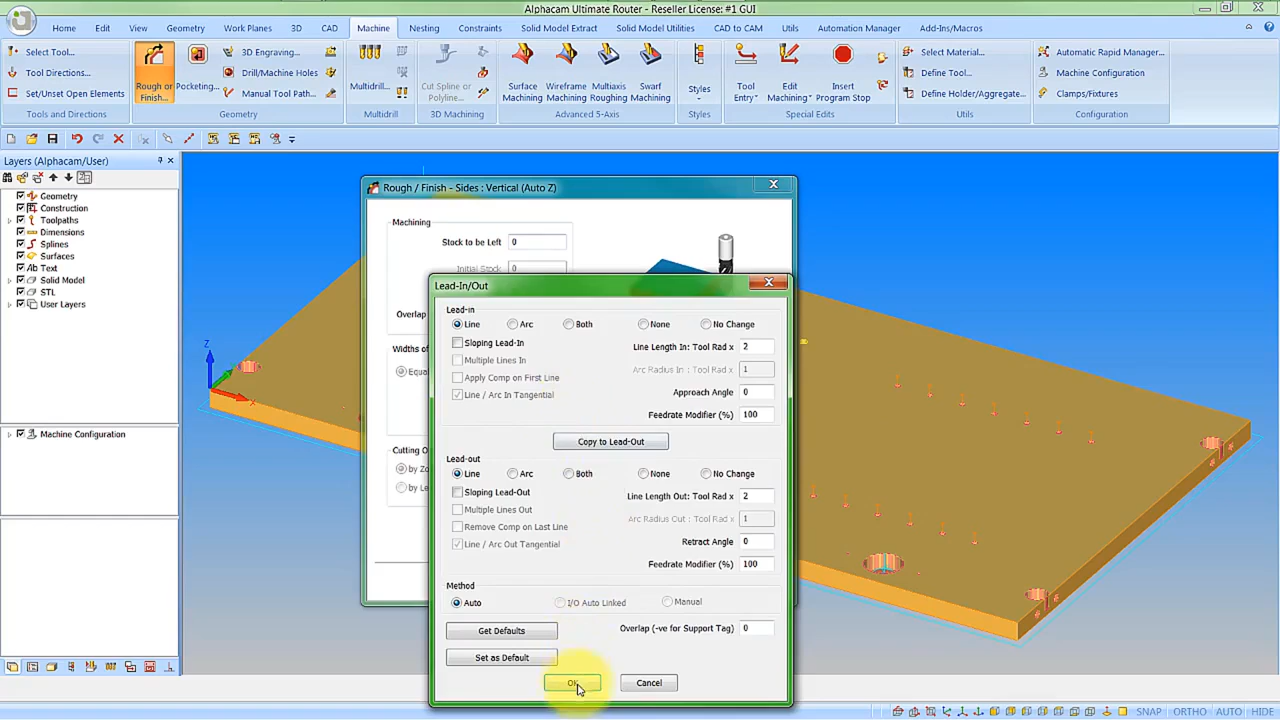 Alphacam Ultimate Router - Reseller License: #1 GUI
Home Edit View Geometry Work Planes 3D CAD Machine Nesting Constraints Solid Model Extract Solid Model Utilities CAD to CAM Utils Automation Manager Add-Ins/Macros
Select Tool...
Tool Directions...
Set/Unset Open Elements
Tools and Directions
Rough or
Finish...
Pocketing...
3D Engraving...
Drill/Machine Holes
Manual Tool Path...
Geometry
Multidrill...
Multidrill
Cut Spline or
Polyline...
3D Machining
Surface
Machining
Wireframe
Machining
Multiaxis
Roughing
Swarf
Machining
Advanced 5-Axis
Styles
Styles
Tool
Entry
Edit
Machining
Insert
Program Stop
Special Edits
Select Material...
Define Tool...
Define Holder/Aggregate...
Utils
Automatic Rapid Manager...
Machine Configuration
Clamps/Fixtures
Configuration
Layers (Alphacam/User)
Geometry
Construction
Toolpaths
Dimensions
Splines
Surfaces
Text
Solid Model
STL
User Layers
Machine Configuration
Z
X
Rough / Finish - Sides : Vertical (Auto Z)
Machining
Stock to be Left 0
Initial Stock 0
Overlap
Widths of
Equa
Cutting O
by Zo
by Le
Lead-In/Out
Lead-in
Line Arc Both None No Change
Sloping Lead-In
Line Length In: Tool Rad x 2
Multiple Lines In
Arc Radius In : Tool Rad x 1
Apply Comp on First Line
Approach Angle 0
Line / Arc In Tangential
Feedrate Modifier (%) 100
Copy to Lead-Out
Lead-out
Line Arc Both None No Change
Sloping Lead-Out
Line Length Out: Tool Rad x 2
Multiple Lines Out
Arc Radius Out : Tool Rad x 1
Remove Comp on Last Line
Retract Angle 0
Line / Arc Out Tangential
Feedrate Modifier (%) 100
Method
Auto I/O Auto Linked Manual
Get Defaults
Overlap (-ve for Support Tag) 0
Set as Default
OK Cancel
SNAP ORTHO AUTO HIDE